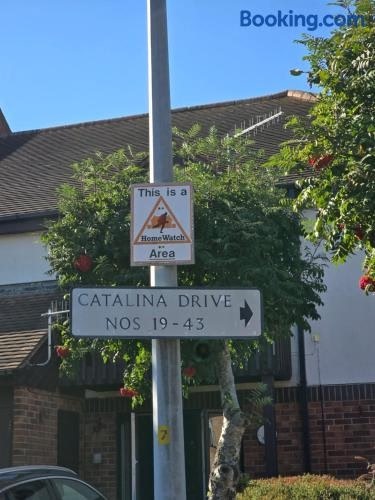 Booking.com
This is a
HomeWatch
Area
CATALINA DRIVE
NOS 19-43
7